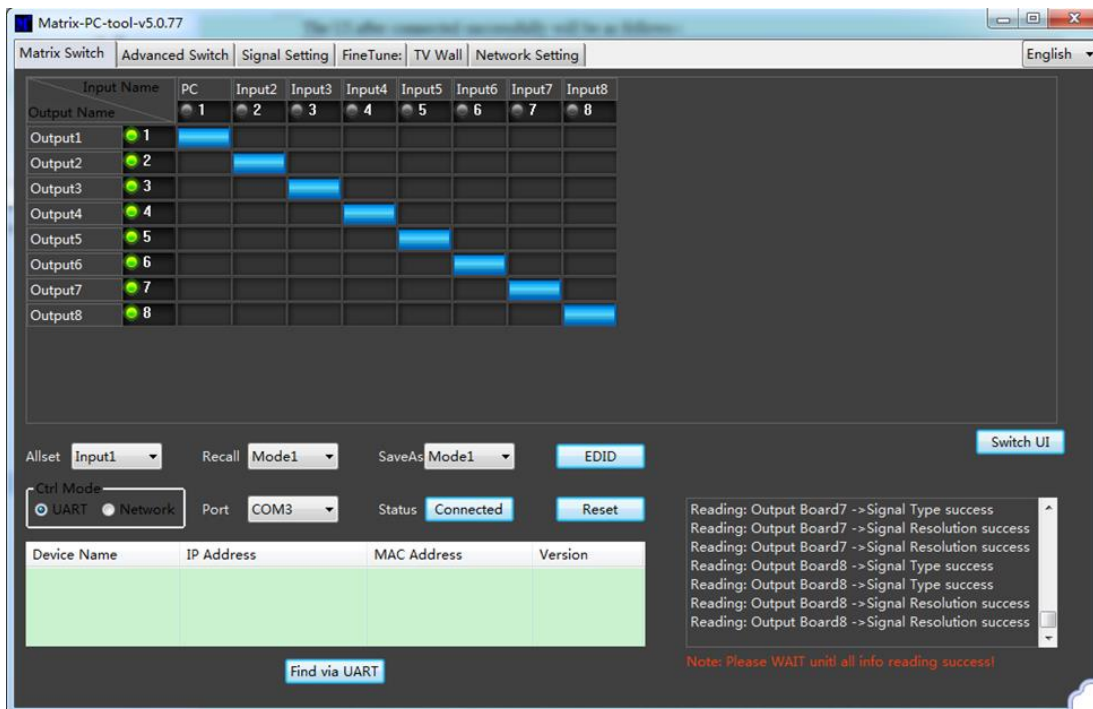 Matrix-PC-tool-v5.0.77
Matrix Switch Advanced Switch Signal Setting FineTune: TV Wall Network Setting English
Input Name PC Input2 Input3 Input4 Input5 Input6 Input7 Input8
Output Name 1 2 3 4 5 6 7 8
Output1 1
Output2 2
Output3 3
Output4 4
Output5 5
Output6 6
Output7 7
Output8 8
Switch UI
Allset Input1 Recall Mode1 SaveAs Mode1 EDID
Ctrl Mode
UART Network Port COM3 Status Connected Reset
Device Name IP Address MAC Address Version
Find via UART
Reading: Output Board7 ->Signal Type success
Reading: Output Board7 ->Signal Resolution success
Reading: Output Board7 ->Signal Resolution success
Reading: Output Board8 ->Signal Type success
Reading: Output Board8 ->Signal Type success
Reading: Output Board8 ->Signal Resolution success
Reading: Output Board8 ->Signal Resolution success
Note: Please WAIT unitl all info reading success!